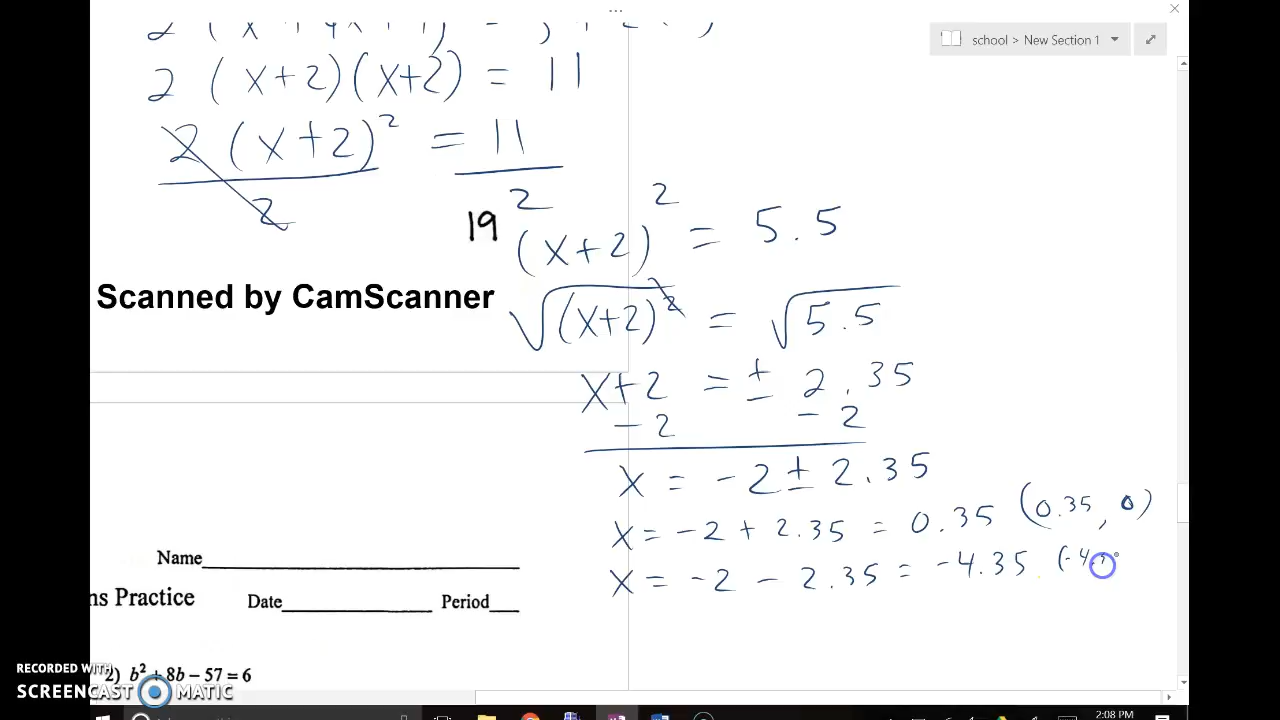 school > New Section 1
2 (x+2)(x+2) = 11
2 (x+2)² = 11
2 2
19
(x+2)² = 5.5
Scanned by CamScanner
√(x+2)² = √5.5
x+2 = ± 2.35
-2 -2
x = -2 ± 2.35
x = -2 + 2.35 = 0.35 (0.35, 0)
x = -2 - 2.35 = -4.35
Name
ns Practice
Date Period
2) b² + 8b − 57 = 6
RECORDED WITH
SCREENCAST MATIC
2:08 PM